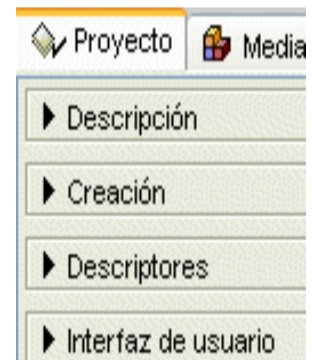 Proyecto Media
Descripción
Creación
Descriptores
Interfaz de usuario